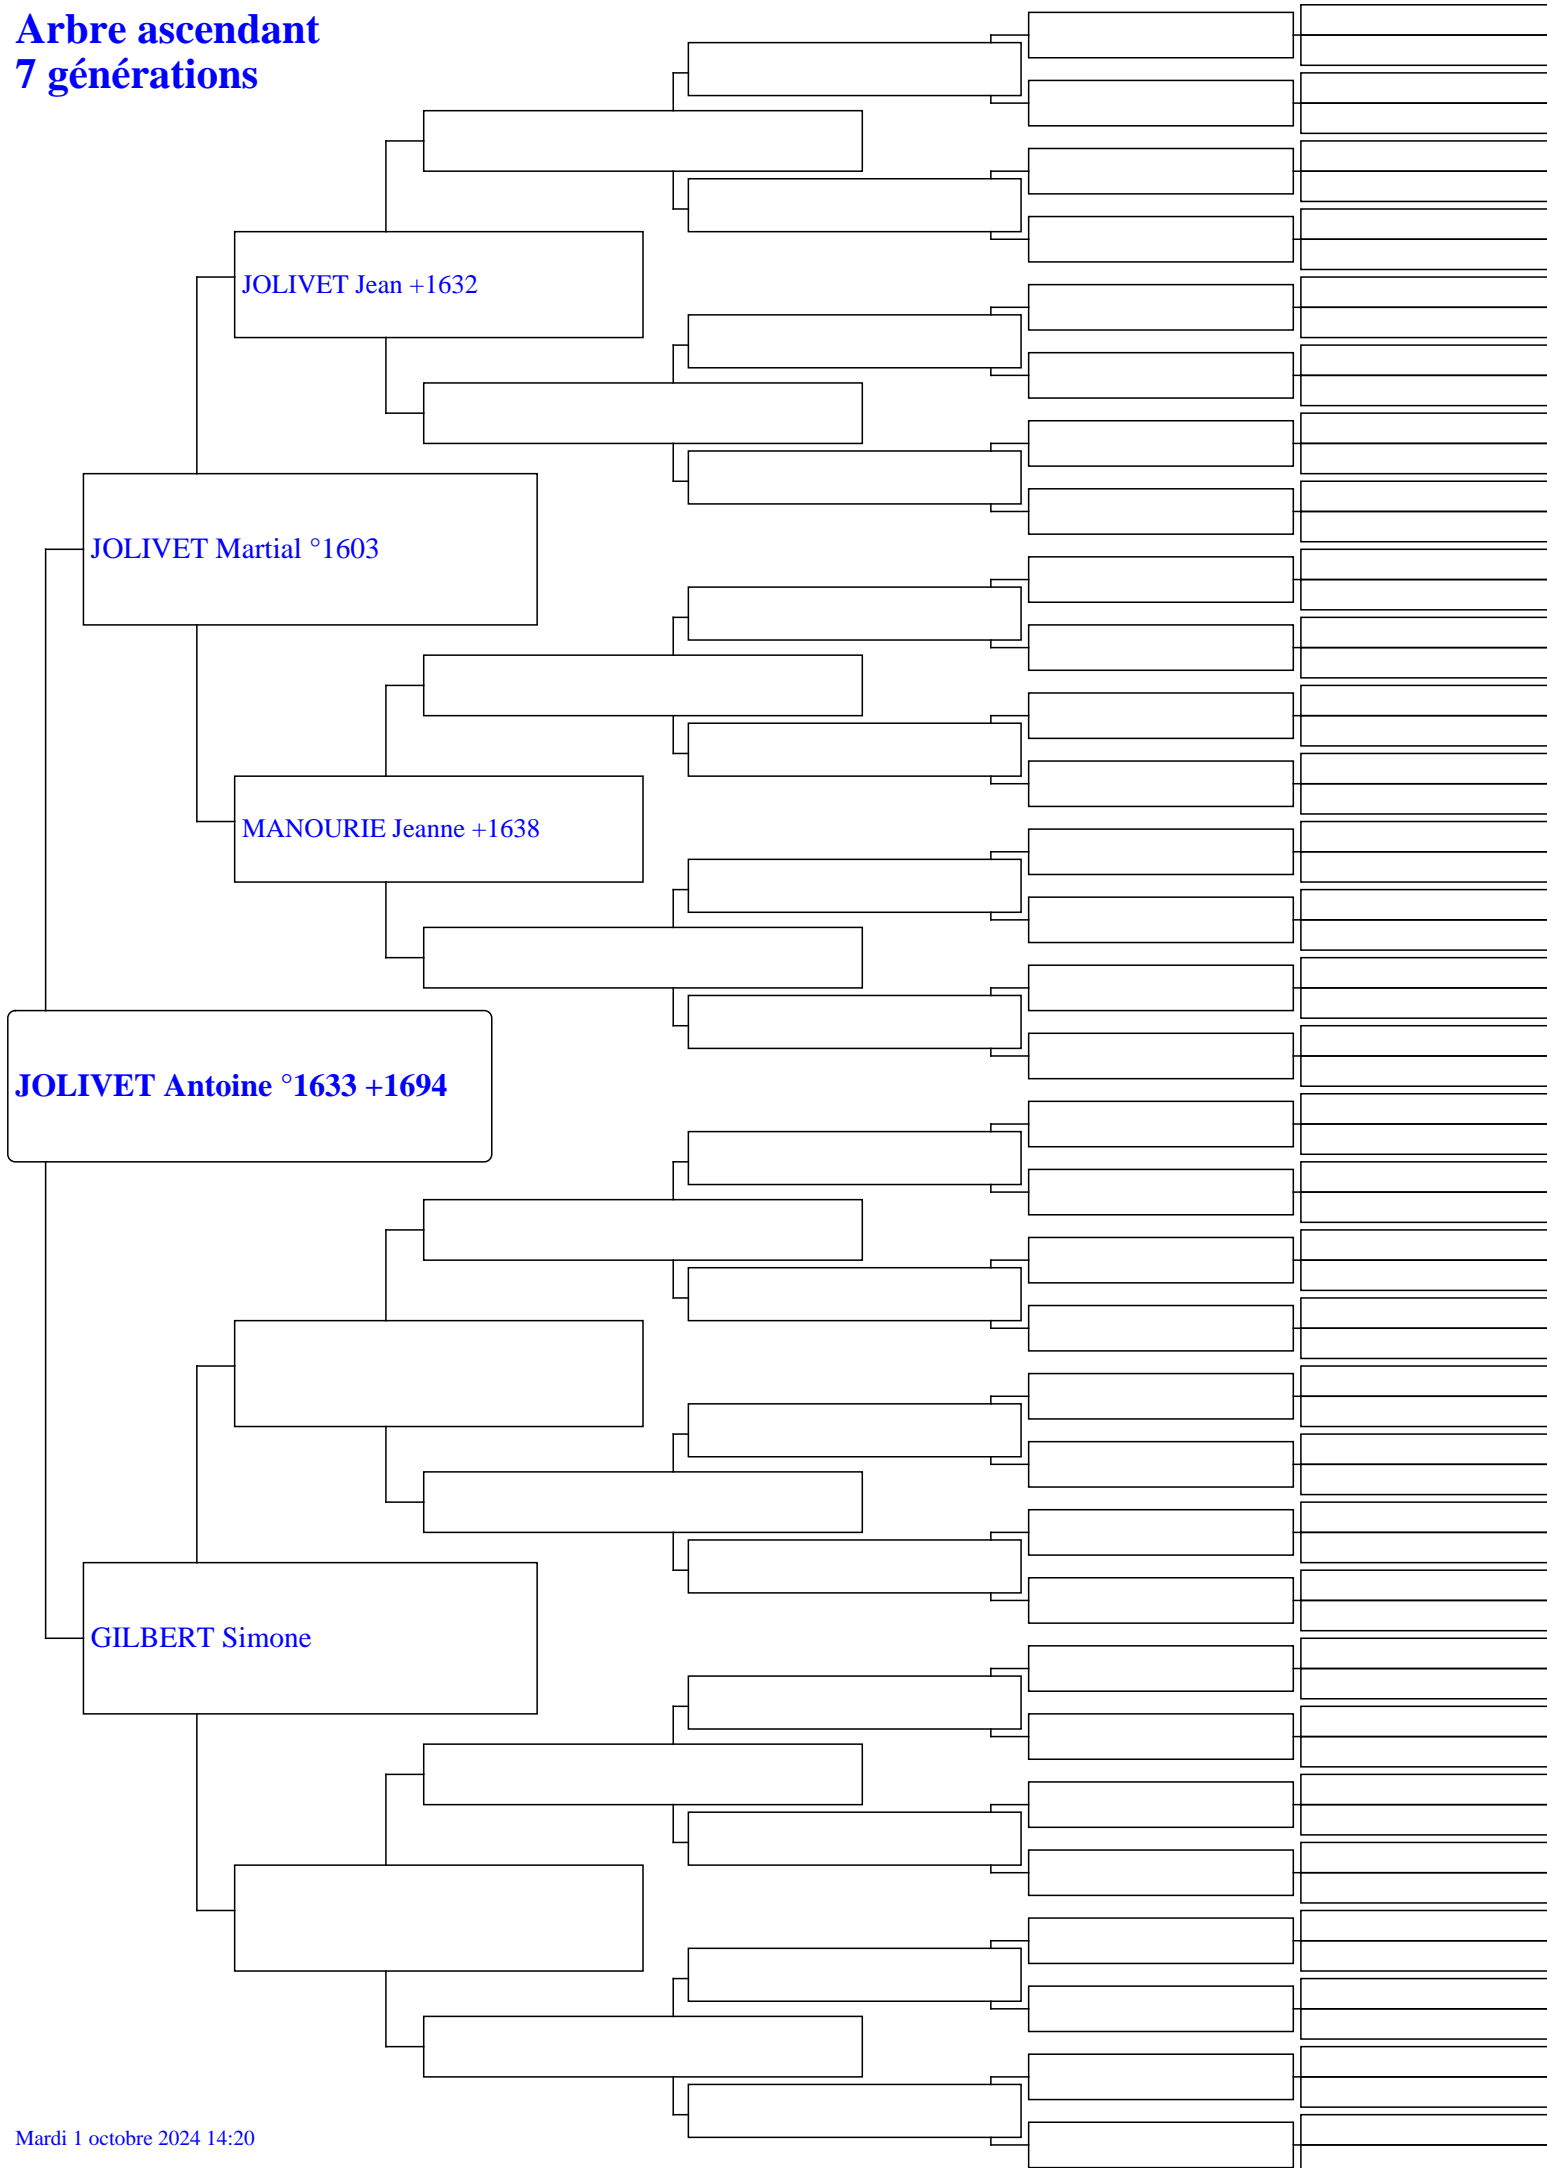 Arbre ascendant
7 générations
JOLIVET Jean +1632
JOLIVET Martial °1603
MANOURIE Jeanne +1638
JOLIVET Antoine °1633 +1694
GILBERT Simone
Mardi 1 octobre 2024 14:20